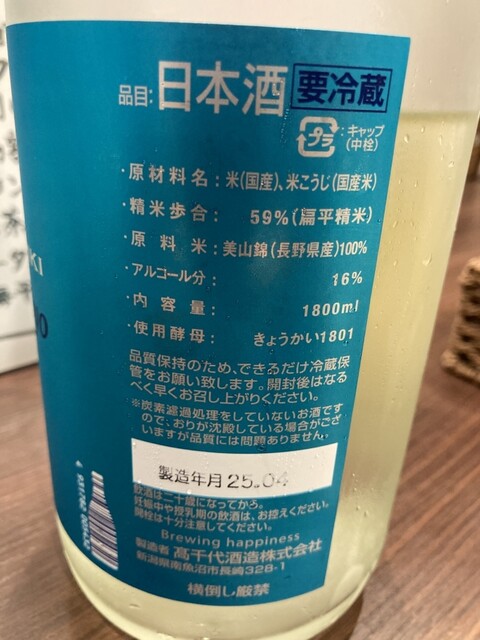 品目:日本酒 要冷蔵
プラ :キャップ(中栓)
・原材料名：米(国産)、米こうじ(国産米)
・精米歩合： 59%(扁平精米)
・原料米：美山錦(長野県産)100%
・アルコール分： 16%
・内容量： 1800ml
・使用酵母： きょうかい1801
品質保持のため、できるだけ冷蔵保
管をお願い致します。開封後はなる
べく早くお召し上がりください。
※炭素濾過処理をしていないお酒です
ので、おりが沈殿している場合がござ
いますが品質には問題ありません。
製造年月 25.04
飲酒は二十歳になってから。
妊娠中や授乳期の飲酒は、お控えください。
開栓は十分注意してください。
Brewing happiness
製造者 髙千代酒造株式会社
新潟県南魚沼市長崎328-1
横倒し厳禁